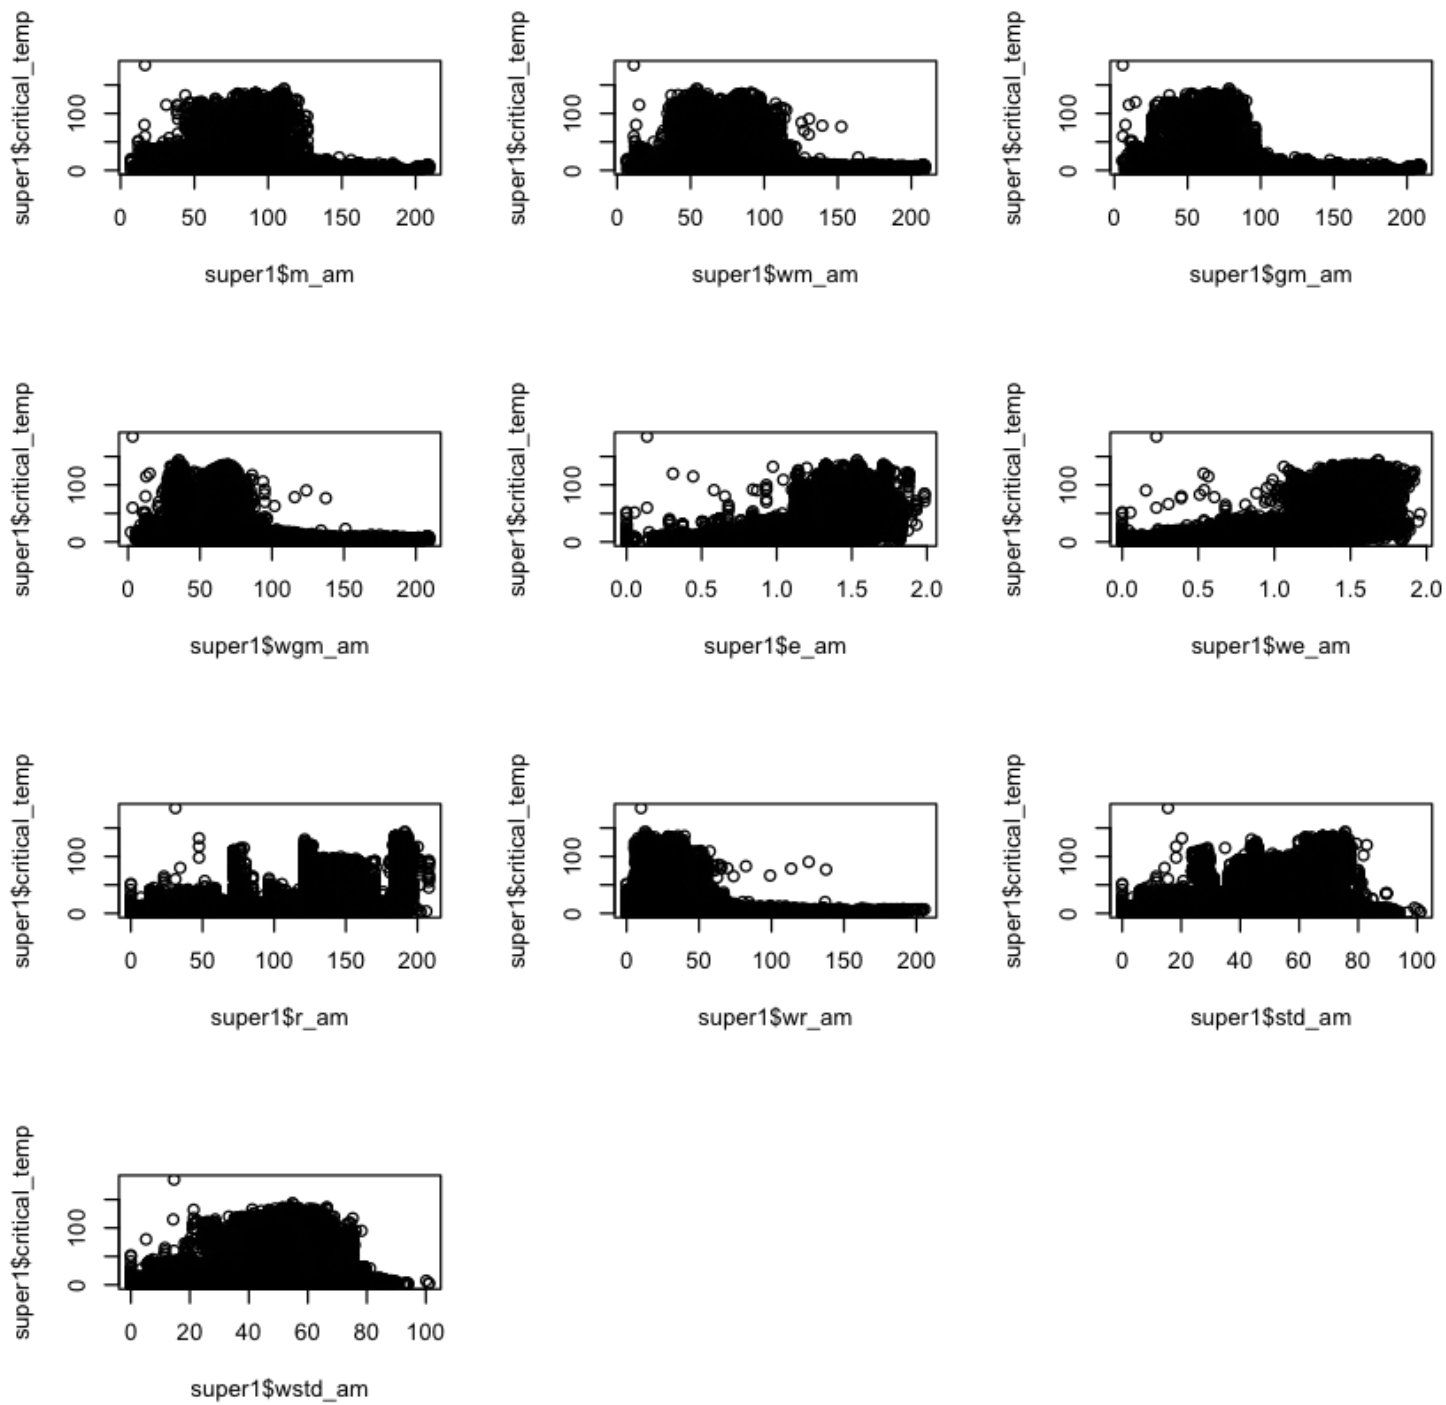 super1$critical_temp
100
0
0 50 100 150 200
super1$m_am
super1$critical_temp
100
0
0 50 100 150 200
super1$wm_am
super1$critical_temp
100
0
50 100 150 200
super1$gm_am
super1$critical_temp
100
0
0 50 100 150 200
super1$wgm_am
super1$critical_temp
100
0
0.0 0.5 1.0 1.5 2.0
super1$e_am
super1$critical_temp
100
0
0.0 0.5 1.0 1.5 2.0
super1$we_am
super1$critical_temp
100
0
0 50 100 150 200
super1$r_am
super1$critical_temp
100
0
0 50 100 150 200
super1$wr_am
super1$critical_temp
100
0
0 20 40 60 80 100
super1$std_am
super1$critical_temp
100
0
0 20 40 60 80 100
super1$wstd_am